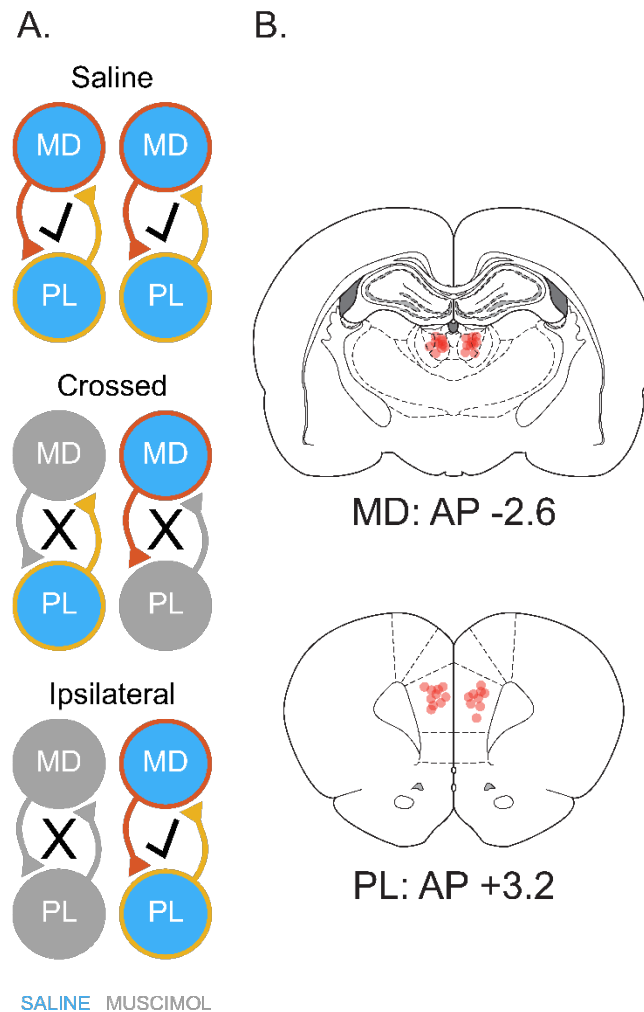 A.
Saline
MD MD
PL PL
Crossed
MD MD
X X
PL PL
Ipsilateral
MD MD
X
PL PL
SALINE MUSCIMOL
B.
MD: AP -2.6
PL: AP +3.2